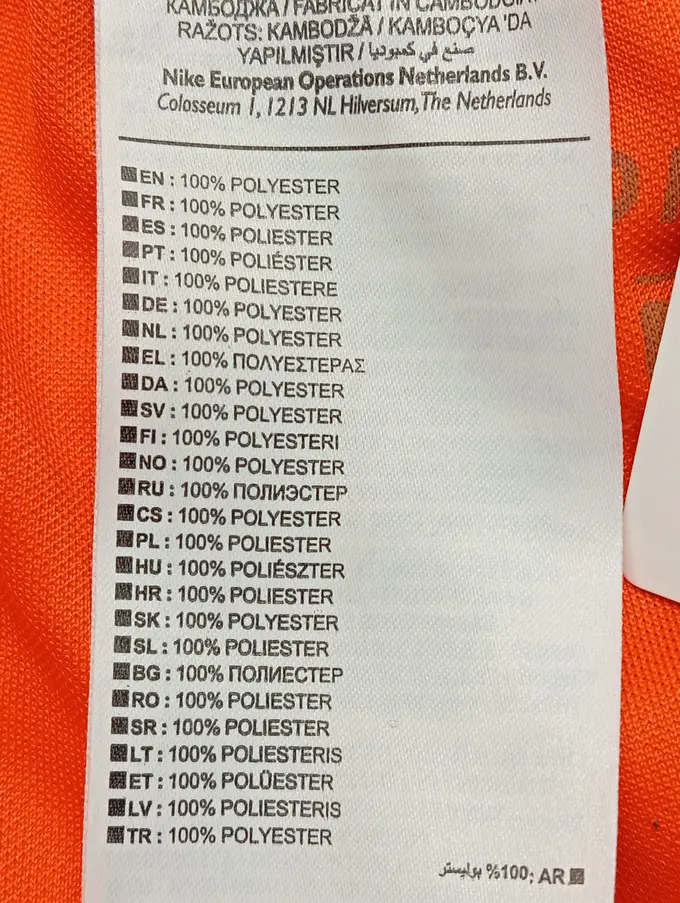 КАМБОДЖА / FABRICAT ÎN CAMBODGIA
RAŽOTS: KAMBODŽĀ / KAMBOÇYA 'DA
YAPILMIŞTIR / صنع في كمبوديا
Nike European Operations Netherlands B.V.
Colosseum 1, 1213 NL Hilversum, The Netherlands
EN : 100% POLYESTER
FR : 100% POLYESTER
ES : 100% POLIESTER
PT : 100% POLIÉSTER
IT : 100% POLIESTERE
DE : 100% POLYESTER
NL : 100% POLYESTER
EL : 100% ΠΟΛΥΕΣΤΕΡΑΣ
DA : 100% POLYESTER
SV : 100% POLYESTER
FI : 100% POLYESTERI
NO : 100% POLYESTER
RU : 100% ПОЛИЭСТЕР
CS : 100% POLYESTER
PL : 100% POLIESTER
HU : 100% POLIÉSZTER
HR : 100% POLIESTER
SK : 100% POLYESTER
SL : 100% POLIESTER
BG : 100% ПОЛИЕСТЕР
RO : 100% POLIESTER
SR : 100% POLIESTER
LT : 100% POLIESTERIS
ET : 100% POLÜESTER
LV : 100% POLIESTERIS
TR : 100% POLYESTER
AR :100% بوليستر